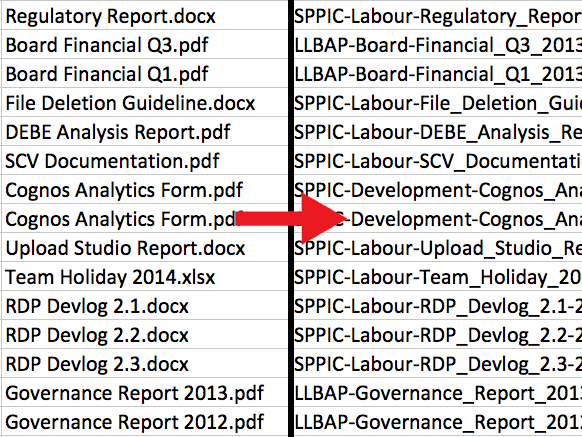 Regulatory Report.docx SPPIC-Labour-Regulatory_Repor
Board Financial Q3.pdf LLBAP-Board-Financial_Q3_2013
Board Financial Q1.pdf LLBAP-Board-Financial_Q1_2013
File Deletion Guideline.docx SPPIC-Labour-File_Deletion_Gui
DEBE Analysis Report.pdf SPPIC-Labour-DEBE_Analysis_Re
SCV Documentation.pdf SPPIC-Labour-SCV_Documentati
Cognos Analytics Form.pdf SPPIC-Development-Cognos_Ana
Cognos Analytics Form.pdf C-Development-Cognos_Ana
Upload Studio Report.docx SPPIC-Labour-Upload_Studio_Re
Team Holiday 2014.xlsx SPPIC-Labour-Team_Holiday_20
RDP Devlog 2.1.docx SPPIC-Labour-RDP_Devlog_2.1-2
RDP Devlog 2.2.docx SPPIC-Labour-RDP_Devlog_2.2-2
RDP Devlog 2.3.docx SPPIC-Labour-RDP_Devlog_2.3-2
Governance Report 2013.pdf LLBAP-Governance_Report_2013
Governance Report 2012.pdf LLBAP-Governance_Report_201